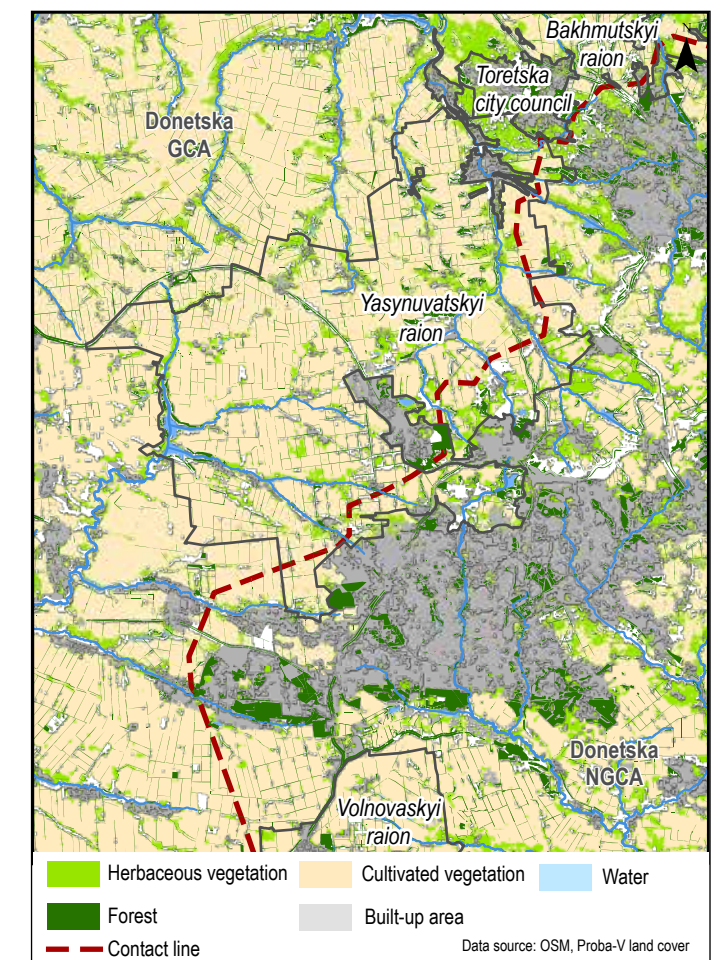 Bakhmutskyi
raion
N
Toretska
city council
Donetska
GCA
Yasynuvatskyi
raion
Donetska
NGCA
Volnovaskyi
raion
Herbaceous vegetation
Cultivated vegetation
Water
Forest
Built-up area
Contact line
Data source: OSM, Proba-V land cover